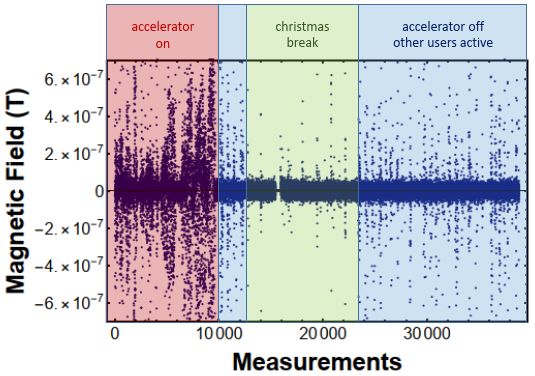 accelerator
on
christmas
break
accelerator off
other users active
Magnetic Field (T)
6. × 10⁻⁷
4. × 10⁻⁷
2. × 10⁻⁷
0
−2. × 10⁻⁷
−4. × 10⁻⁷
−6. × 10⁻⁷
0 10000 20000 30000
Measurements